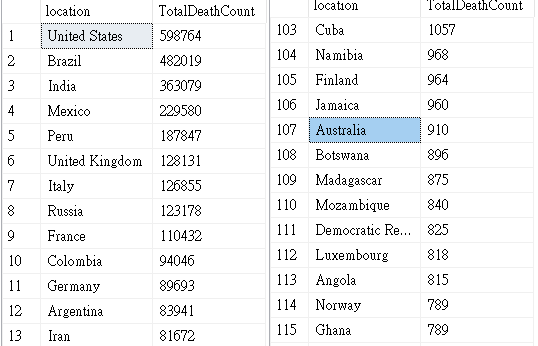 location TotalDeathCount
1 United States 598764
2 Brazil 482019
3 India 363079
4 Mexico 229580
5 Peru 187847
6 United Kingdom 128131
7 Italy 126855
8 Russia 123178
9 France 110432
10 Colombia 94046
11 Germany 89693
12 Argentina 83941
13 Iran 81672
location TotalDeathCount
103 Cuba 1057
104 Namibia 968
105 Finland 964
106 Jamaica 960
107 Australia 910
108 Botswana 896
109 Madagascar 875
110 Mozambique 840
111 Democratic Re... 825
112 Luxembourg 818
113 Angola 815
114 Norway 789
115 Ghana 789